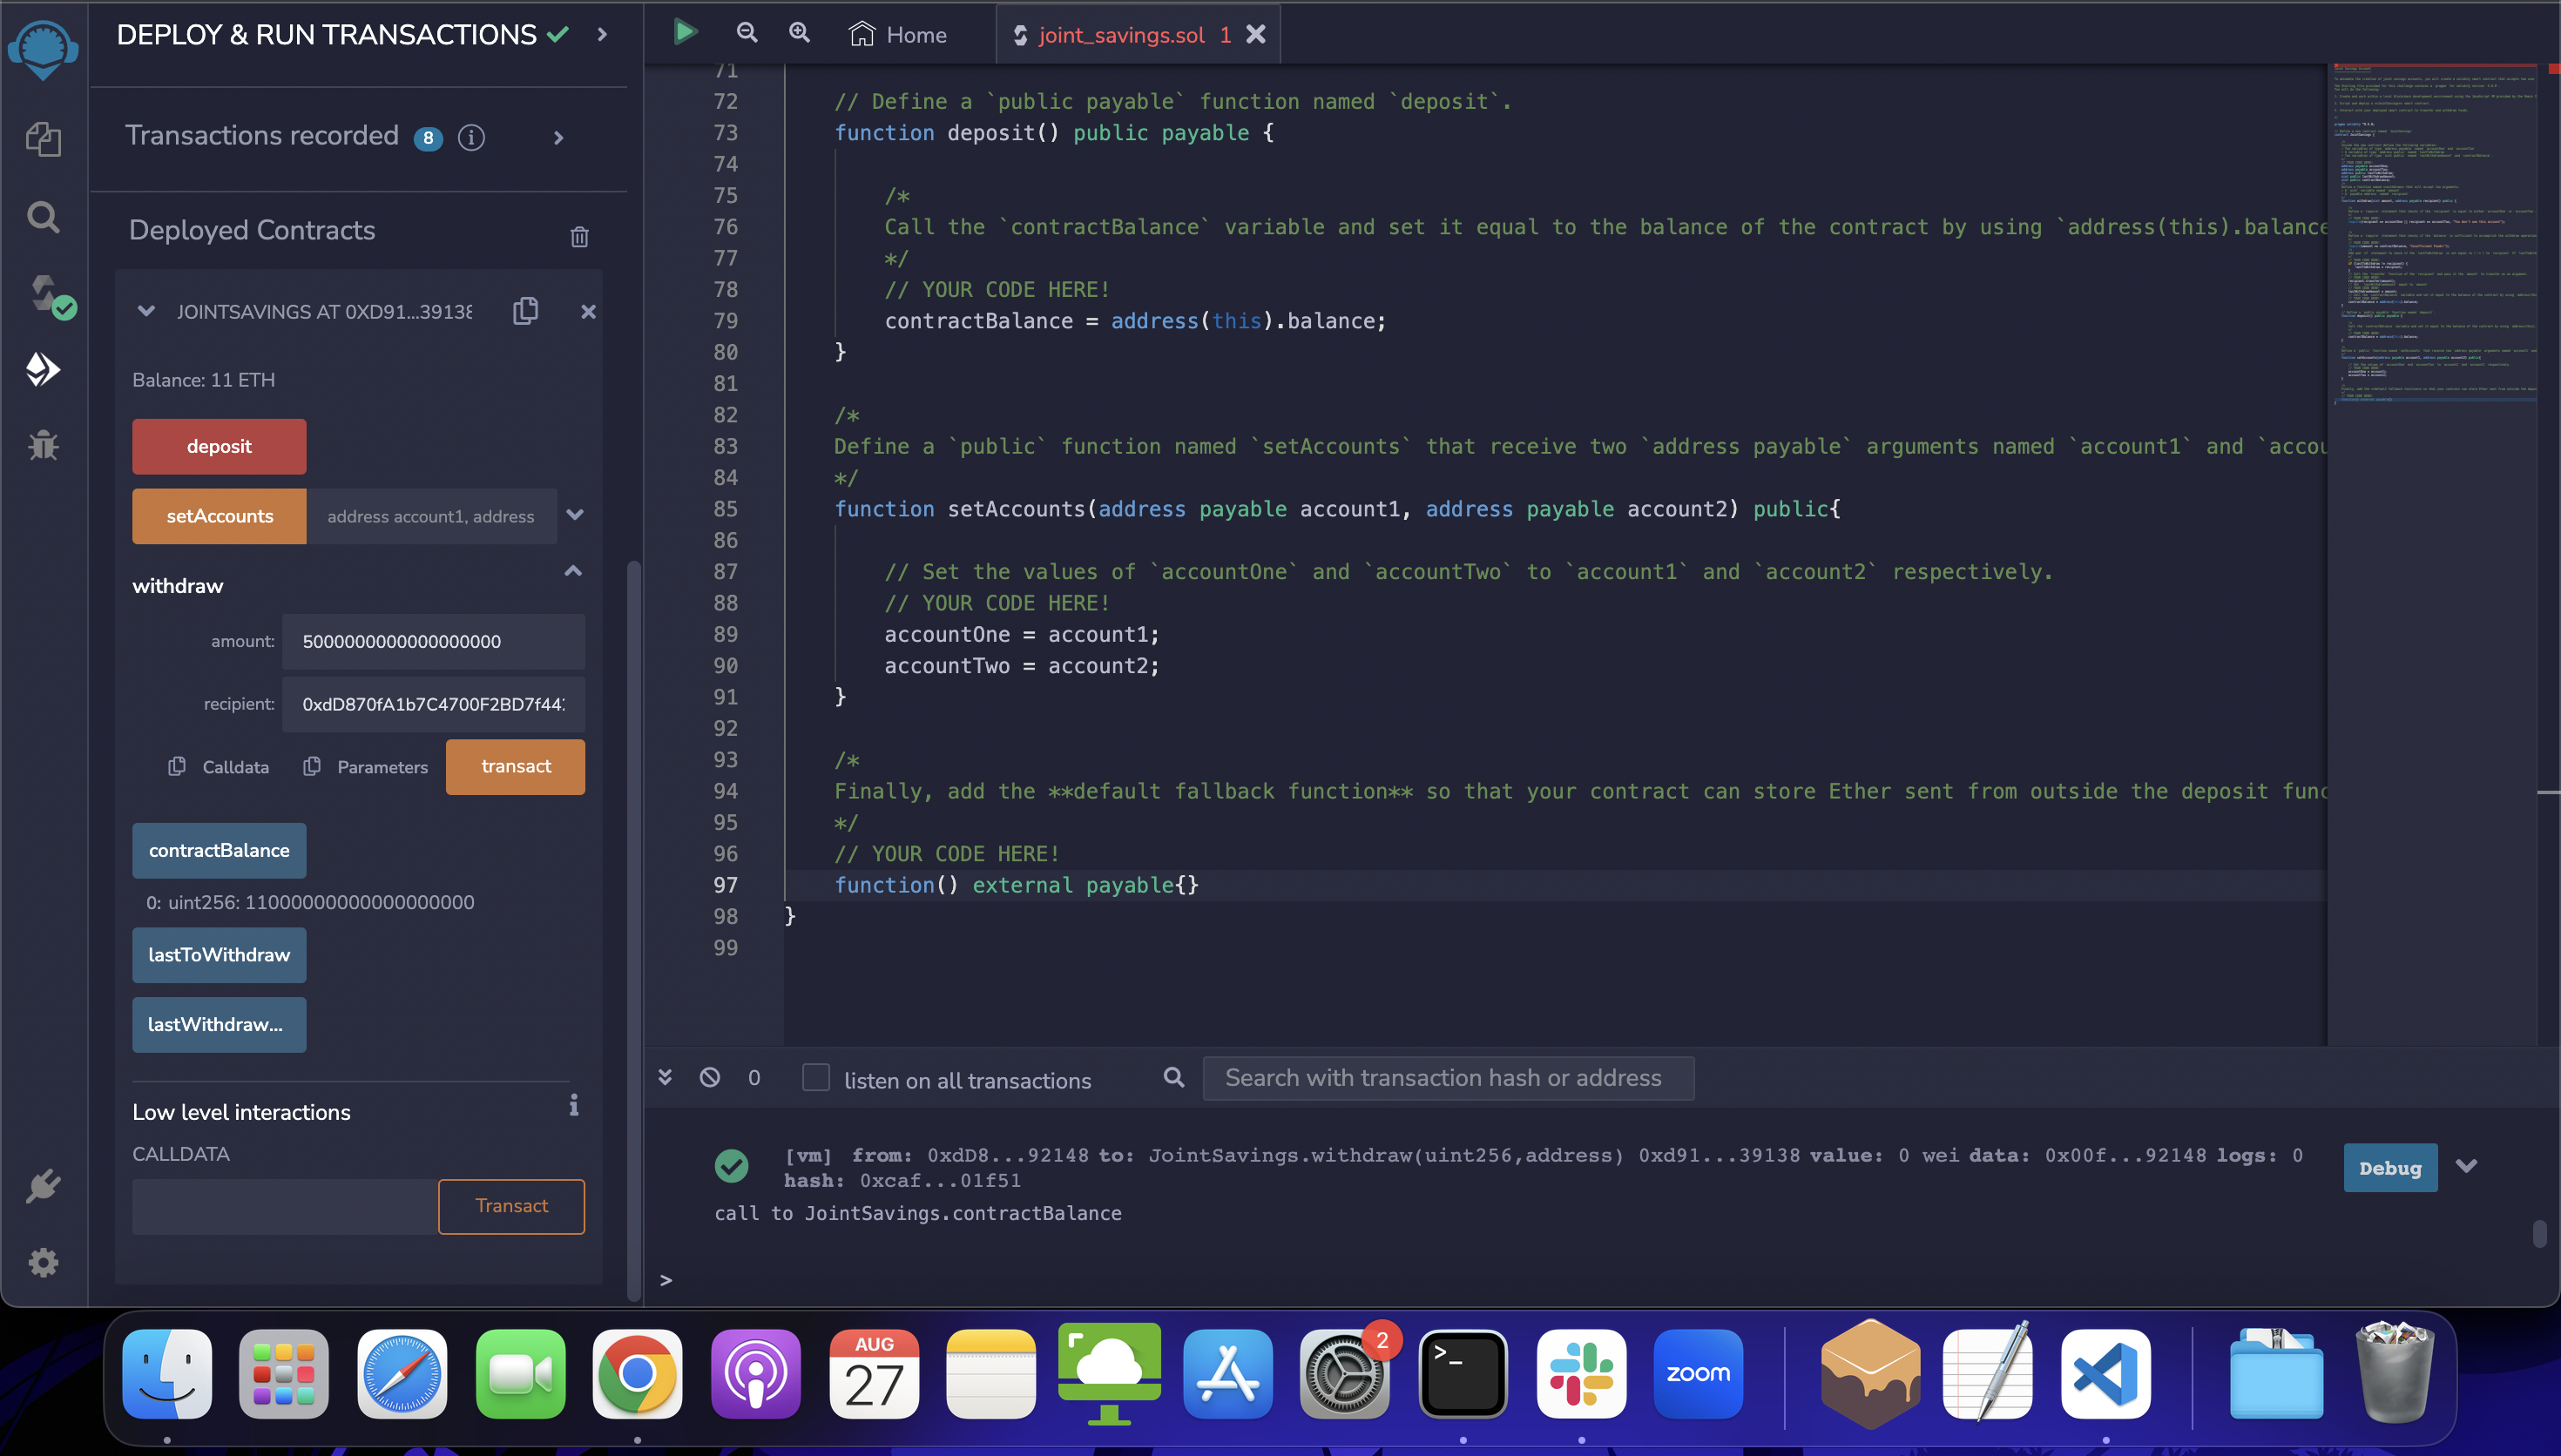 DEPLOY & RUN TRANSACTIONS
Transactions recorded 8
Deployed Contracts
JOINTSAVINGS AT 0XD91...39138
Balance: 11 ETH
deposit
setAccounts
address account1, address
withdraw
amount:
5000000000000000000
recipient:
0xdD870fA1b7C4700F2BD7f44
Calldata
Parameters
transact
contractBalance
0: uint256: 11000000000000000000
lastToWithdraw
lastWithdraw...
Low level interactions
CALLDATA
Transact
Home
joint_savings.sol 1
71
72 // Define a `public payable` function named `deposit`.
73 function deposit() public payable {
74
75 /*
76 Call the `contractBalance` variable and set it equal to the balance of the contract by using `address(this).balance
77 */
78 // YOUR CODE HERE!
79 contractBalance = address(this).balance;
80 }
81
82 /*
83 Define a `public` function named `setAccounts` that receive two `address payable` arguments named `account1` and `accou
84 */
85 function setAccounts(address payable account1, address payable account2) public{
86
87 // Set the values of `accountOne` and `accountTwo` to `account1` and `account2` respectively.
88 // YOUR CODE HERE!
89 accountOne = account1;
90 accountTwo = account2;
91 }
92
93 /*
94 Finally, add the **default fallback function** so that your contract can store Ether sent from outside the deposit func
95 */
96 // YOUR CODE HERE!
97 function() external payable{}
98 }
99
0
listen on all transactions
Search with transaction hash or address
[vm] from: 0xdD8...92148 to: JointSavings.withdraw(uint256,address) 0xd91...39138 value: 0 wei data: 0x00f...92148 logs: 0
hash: 0xcaf...01f51
Debug
call to JointSavings.contractBalance
>
AUG
27
2
>_
zoom